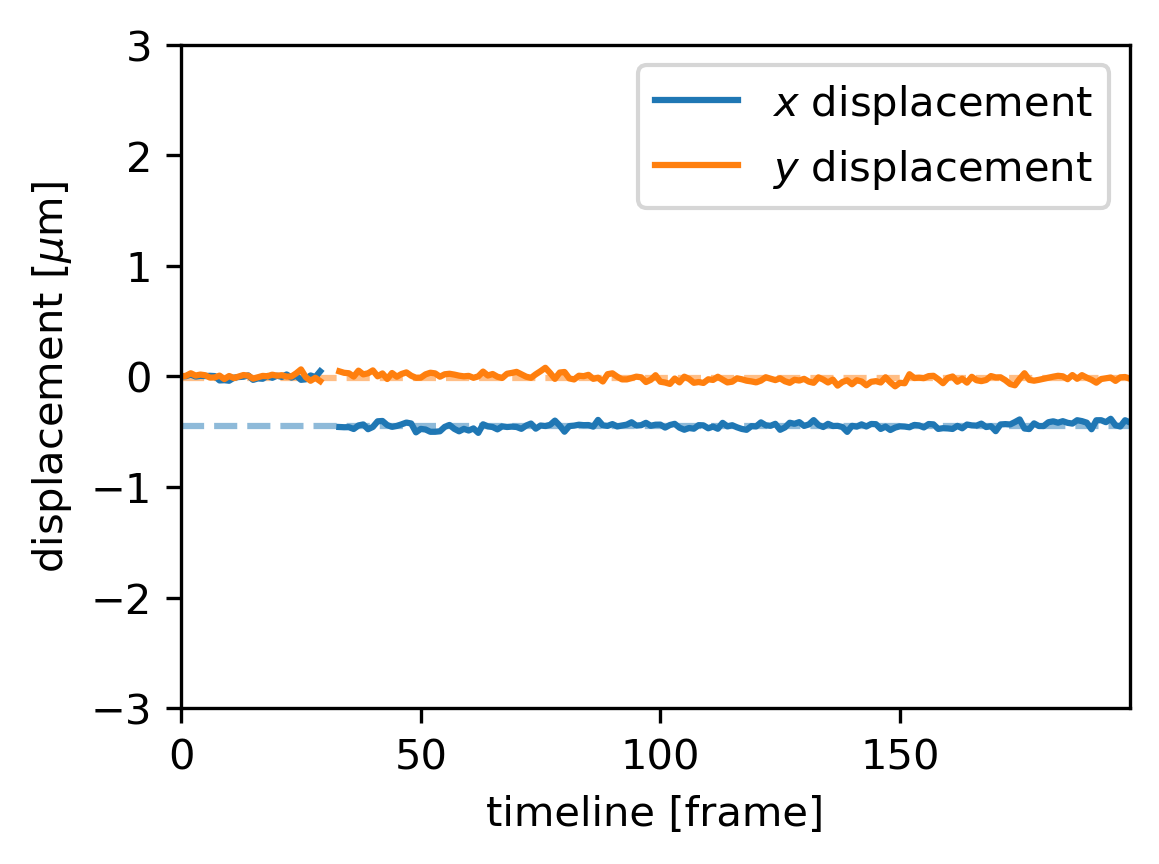 displacement [μm]
3
2
1
0
−1
−2
−3
x displacement
y displacement
0
50
100
150
timeline [frame]